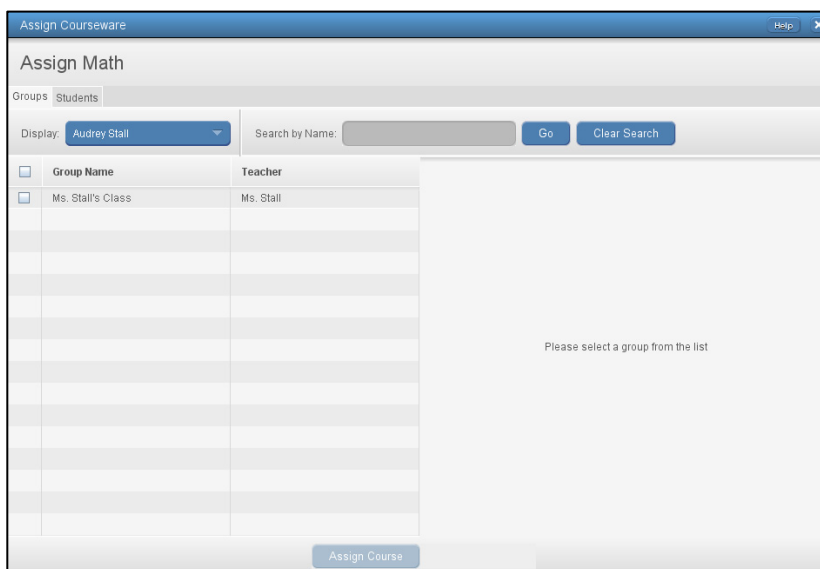 Assign Courseware Help X
Assign Math
Groups Students
Display: Audrey Stall Search by Name: Go Clear Search
Group Name Teacher
Ms. Stall's Class Ms. Stall
Please select a group from the list
Assign Course